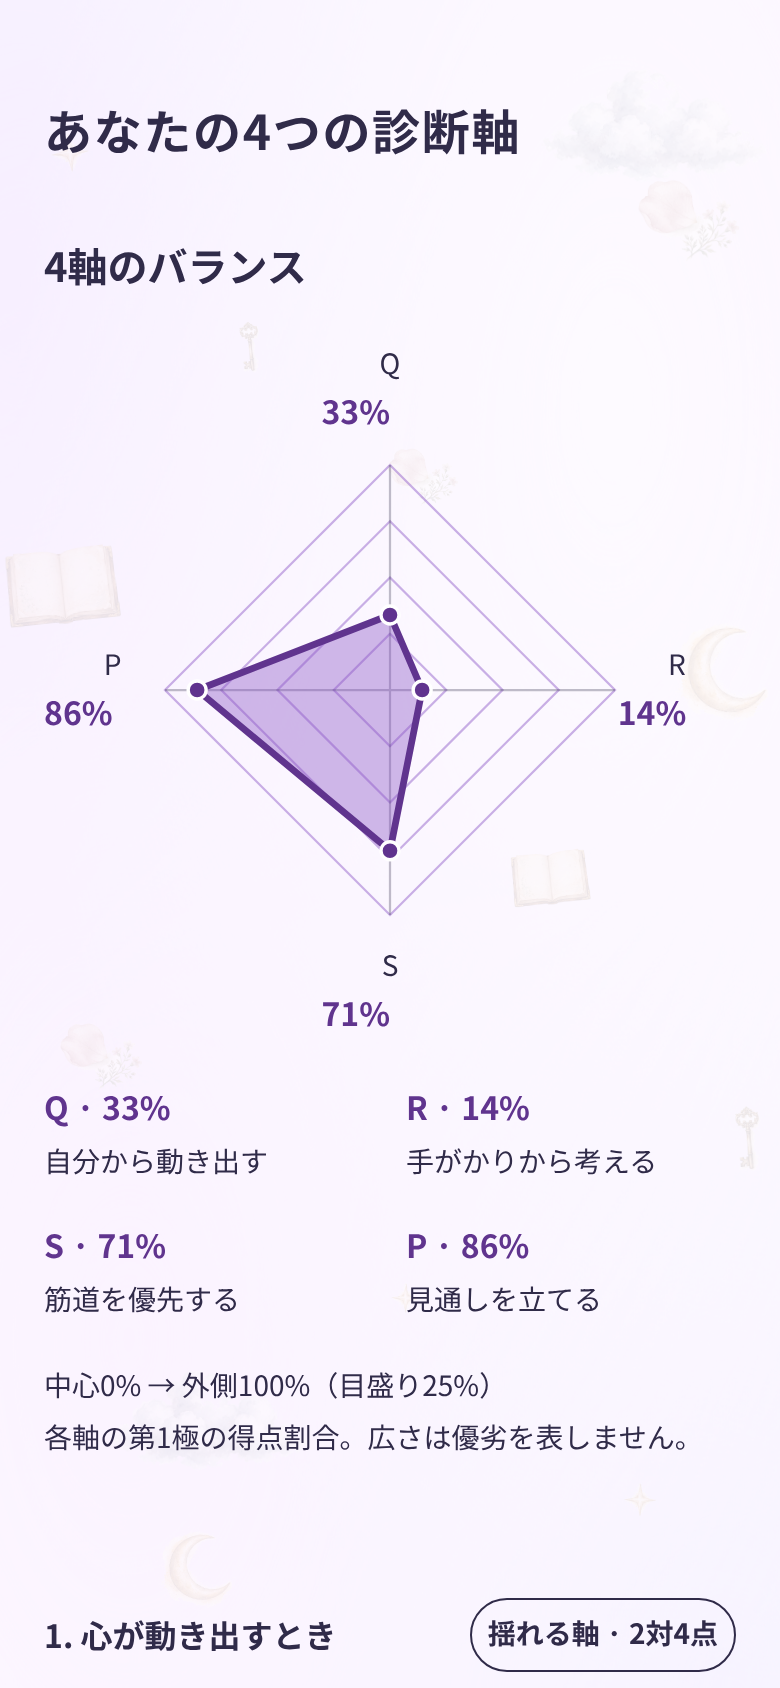 あなたの4つの診断軸
4軸のバランス
Q
33%
P
86%
R
14%
S
71%
Q · 33%
自分から動き出す
R · 14%
手がかりから考える
S · 71%
筋道を優先する
P · 86%
見通しを立てる
中心0% → 外側100%（目盛り25%）
各軸の第1極の得点割合。広さは優劣を表しません。
1. 心が動き出すとき
揺れる軸 · 2対4点